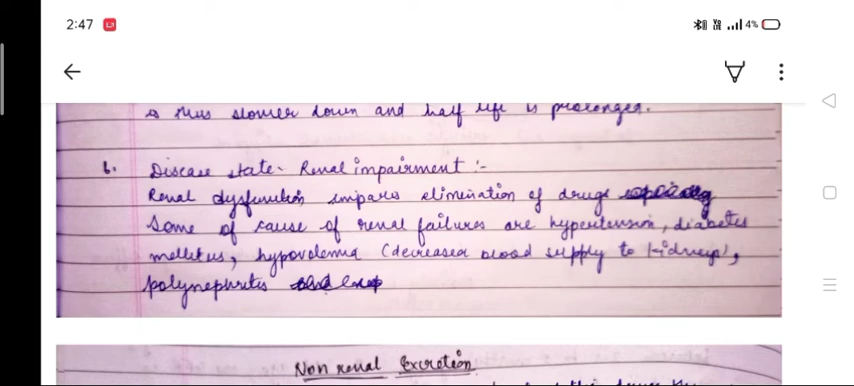 2:47
4%
is thus slower down and half life is prolonged.
6. Disease state- Renal impairment :-
Renal dysfunction impairs elimination of drugs
Some of cause of renal failures are hypertension, diabetes
mellitus, hypovolemia (decreased blood supply to kidneys),
polynephritis
Non renal Excretion